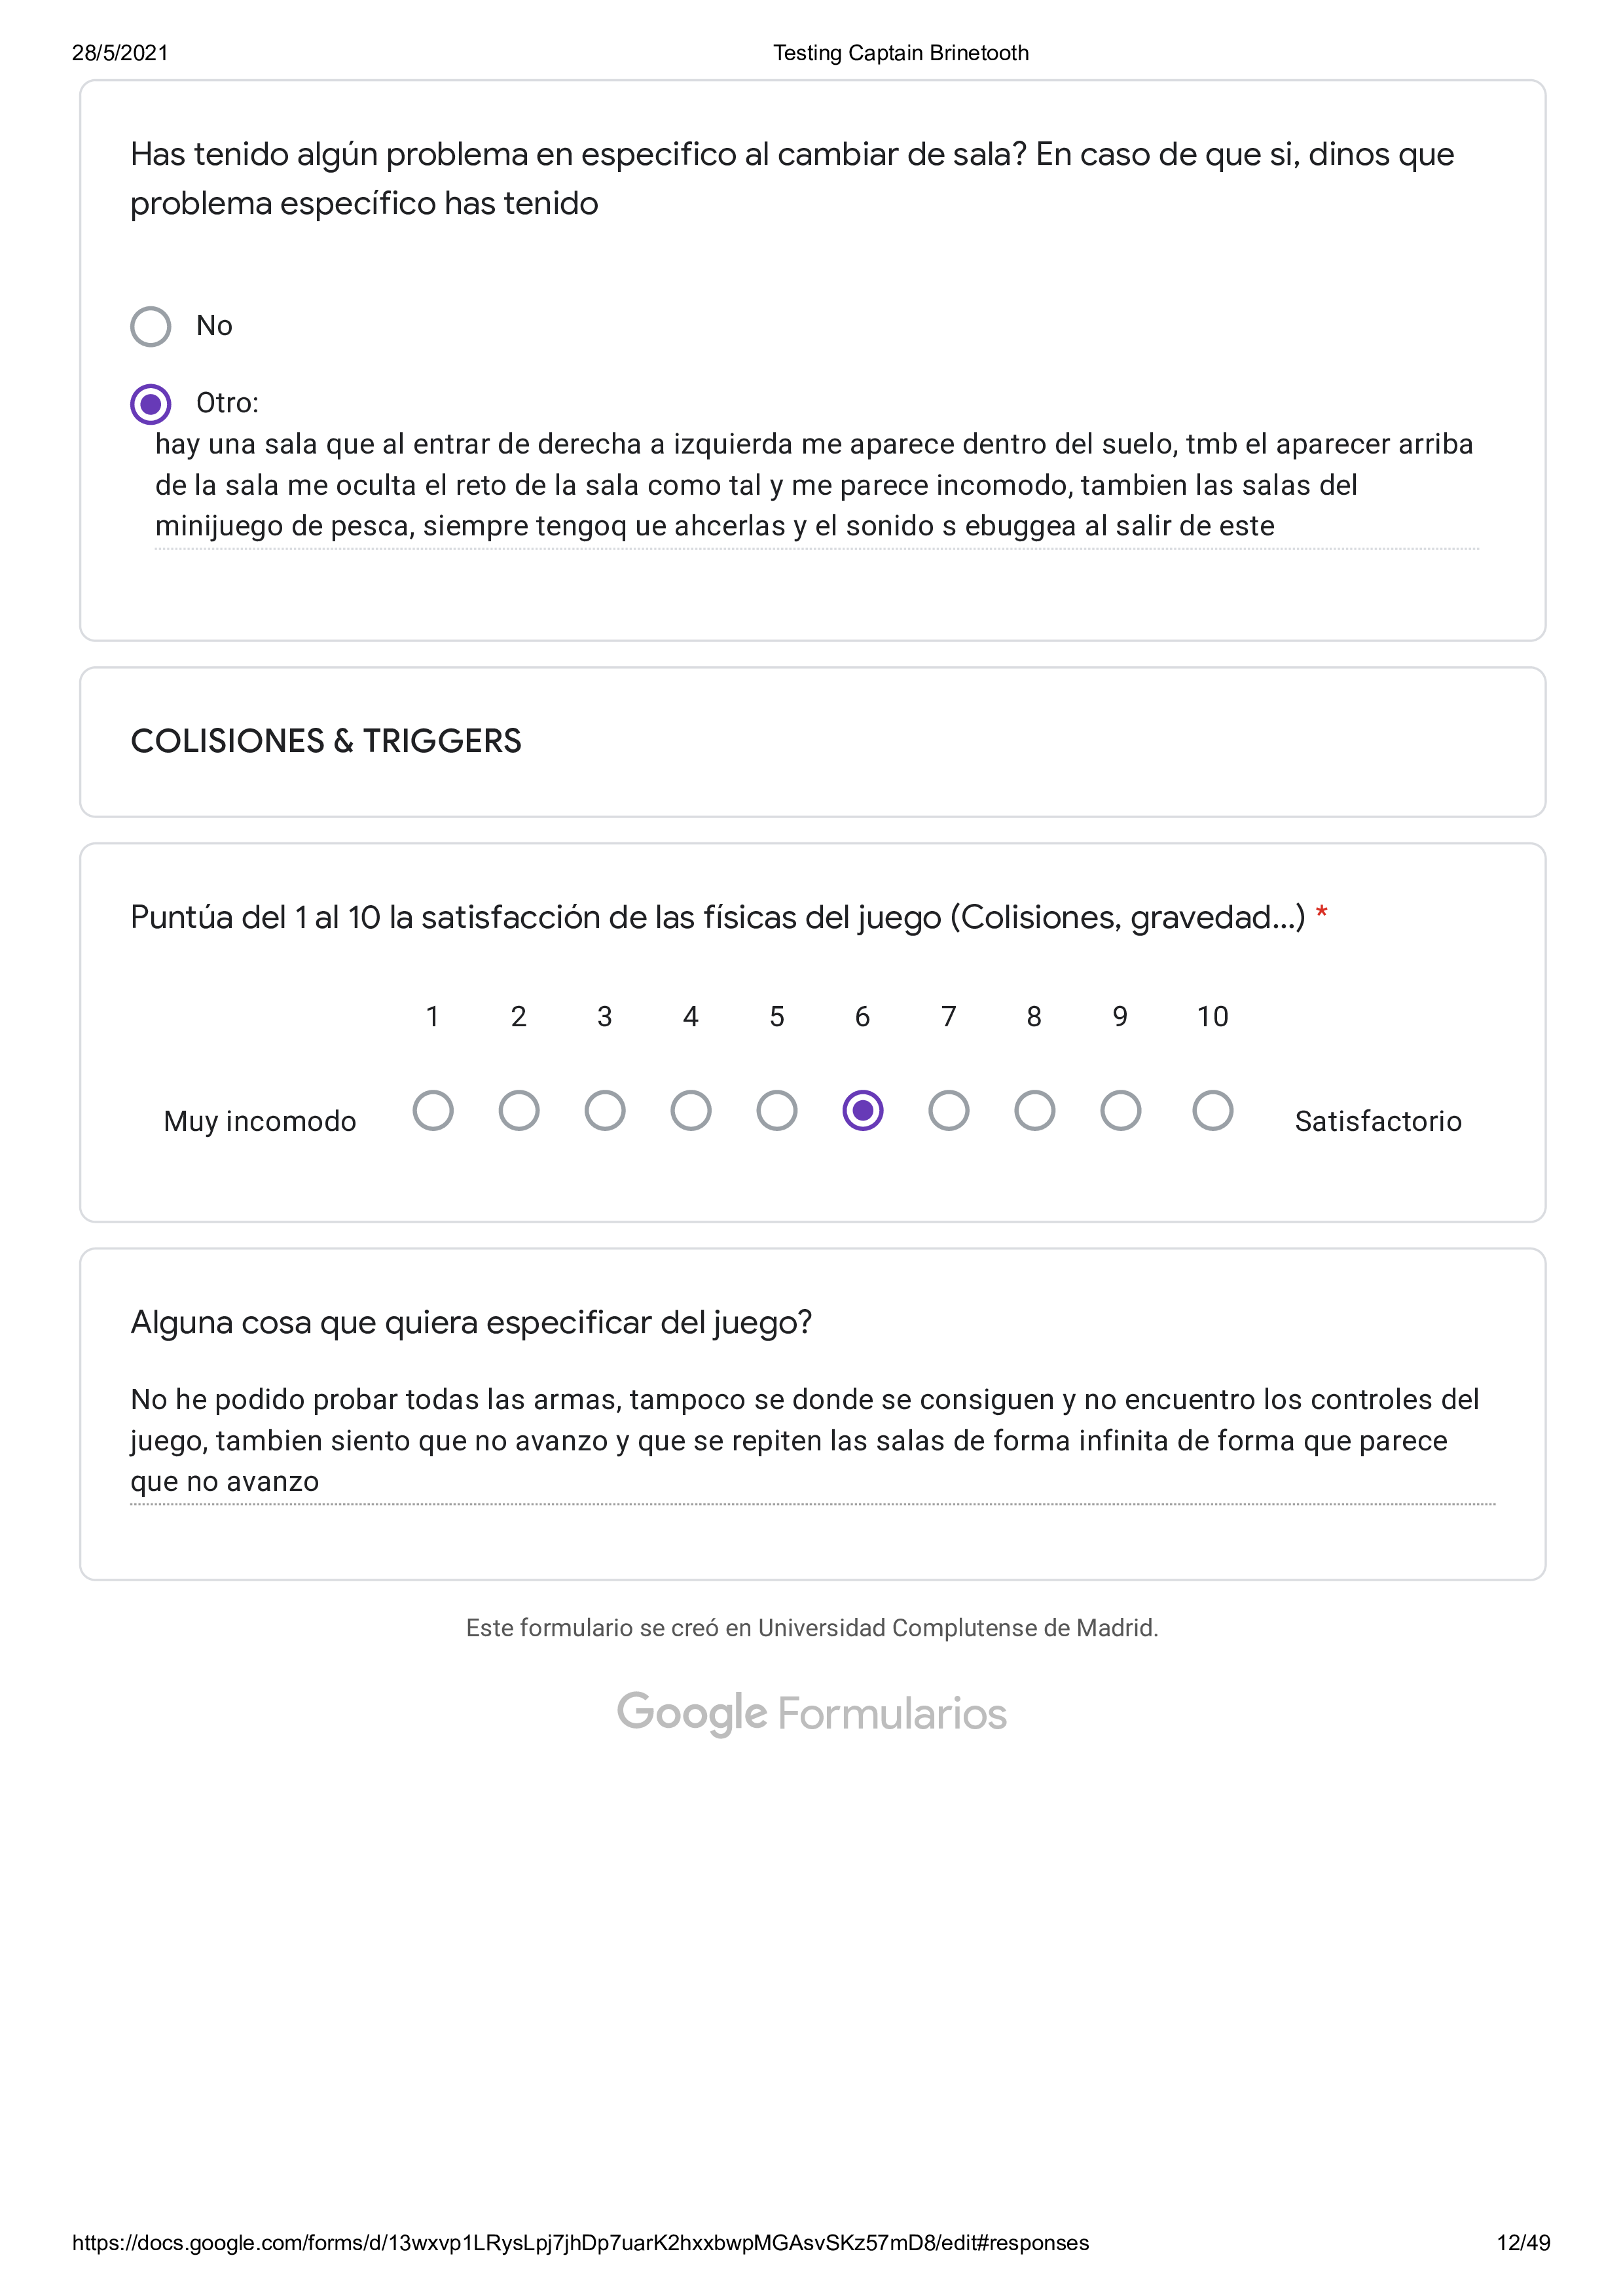 28/5/2021 Testing Captain Brinetooth
Has tenido algún problema en especifico al cambiar de sala? En caso de que si, dinos que
problema específico has tenido
No
Otro:
hay una sala que al entrar de derecha a izquierda me aparece dentro del suelo, tmb el aparecer arriba
de la sala me oculta el reto de la sala como tal y me parece incomodo, tambien las salas del
minijuego de pesca, siempre tengoq ue ahcerlas y el sonido s ebuggea al salir de este
COLISIONES & TRIGGERS
Puntúa del 1 al 10 la satisfacción de las físicas del juego (Colisiones, gravedad...) *
1 2 3 4 5 6 7 8 9 10
Muy incomodo Satisfactorio
Alguna cosa que quiera especificar del juego?
No he podido probar todas las armas, tampoco se donde se consiguen y no encuentro los controles del
juego, tambien siento que no avanzo y que se repiten las salas de forma infinita de forma que parece
que no avanzo
Este formulario se creó en Universidad Complutense de Madrid.
Google Formularios
https://docs.google.com/forms/d/13wxvp1LRysLpj7jhDp7uarK2hxxbwpMGAsvSKz57mD8/edit#responses 12/49